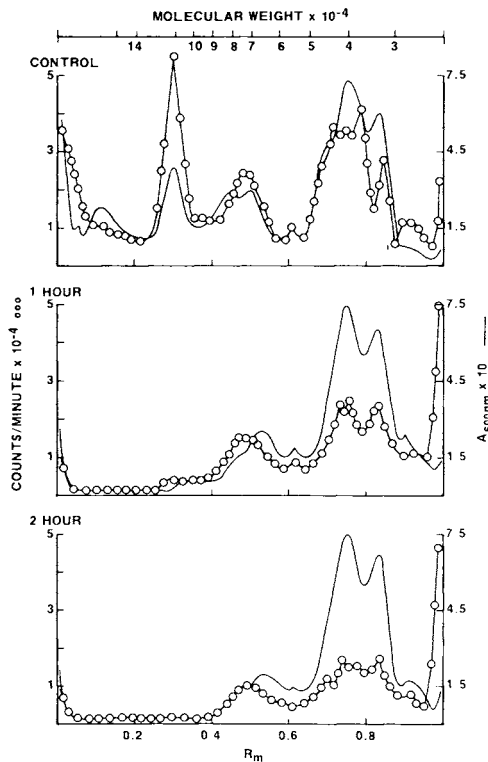 MOLECULAR WEIGHT x 10-4
14 10 9 8 7 6 5 4 3
CONTROL
5 7.5
3 4.5
1 1.5
1 HOUR
5 7.5
3 4.5
1 1.5
COUNTS/MINUTE x 10-4 ooo
A500nm x 10
2 HOUR
5 7 5
3 4.5
1 1 5
0.2 0 4 0.6 0.8
Rm